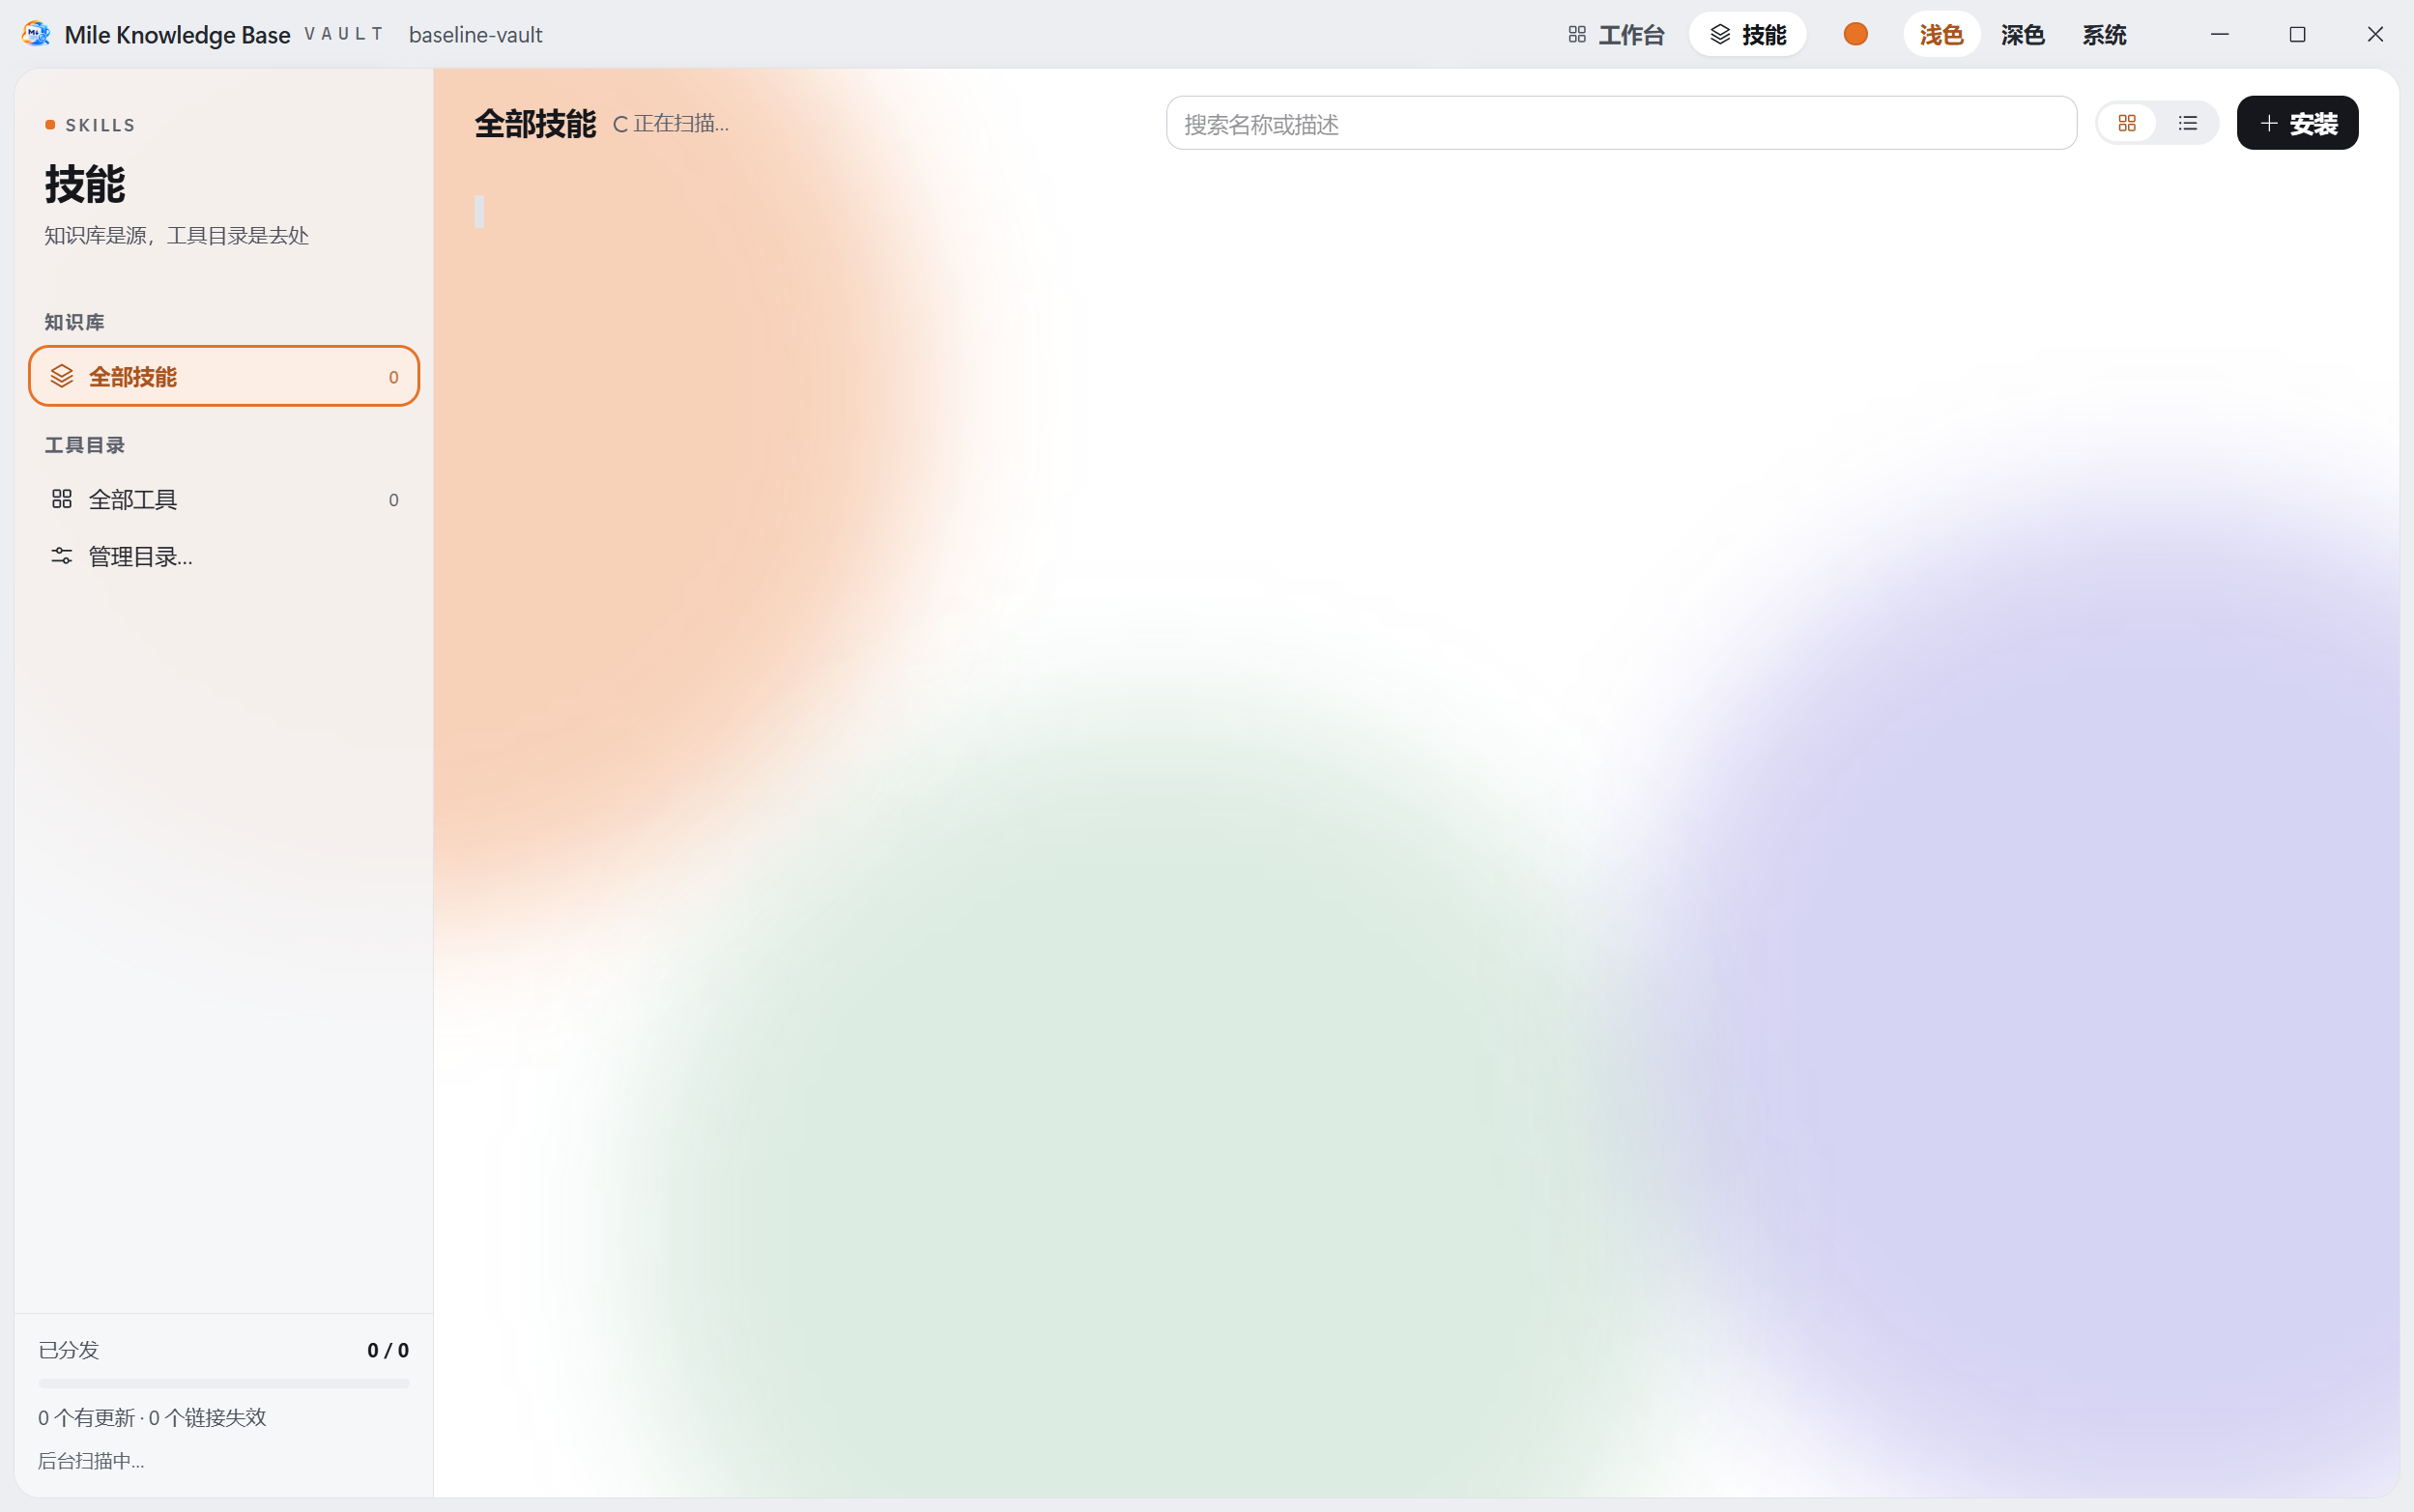 Mile Knowledge Base VAULT baseline-vault 工作台 技能 浅色 深色 系统
SKILLS
技能
知识库是源，工具目录是去处
知识库
全部技能 0
工具目录
全部工具 0
管理目录...
已分发 0 / 0
0 个有更新 · 0 个链接失效
后台扫描中...
全部技能 正在扫描... 搜索名称或描述 安装